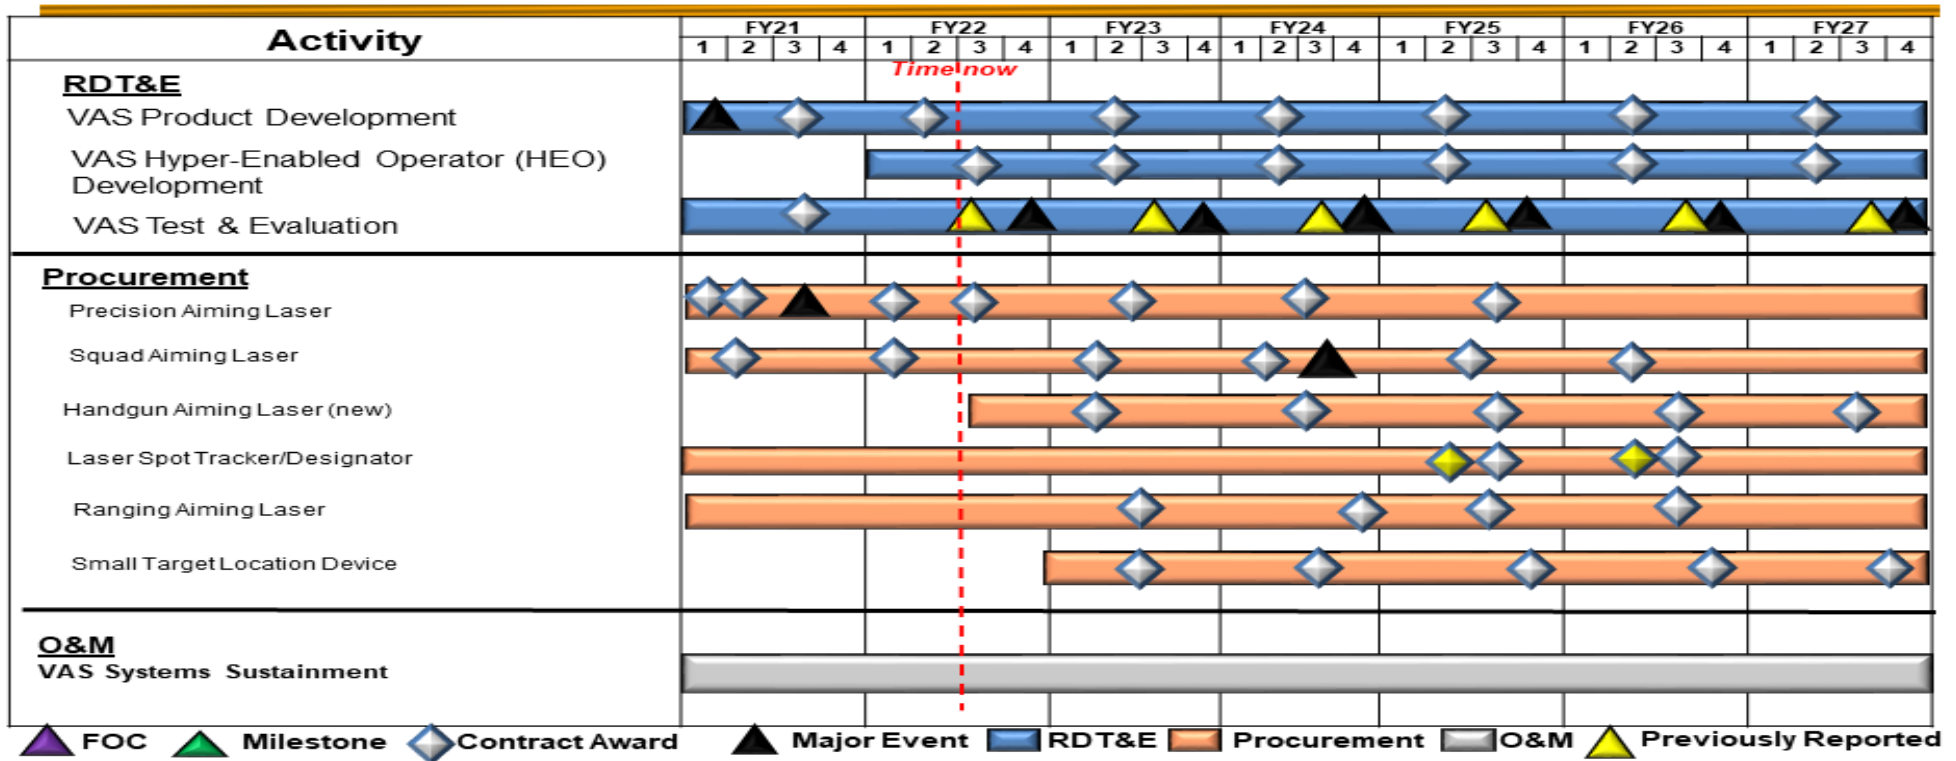 Activity
FY21 FY22 FY23 FY24 FY25 FY26 FY27
1 2 3 4 1 2 3 4 1 2 3 4 1 2 3 4 1 2 3 4 1 2 3 4 1 2 3 4
Time now
RDT&E
VAS Product Development
VAS Hyper-Enabled Operator (HEO)
Development
VAS Test & Evaluation
Procurement
Precision Aiming Laser
Squad Aiming Laser
Handgun Aiming Laser (new)
Laser Spot Tracker/Designator
Ranging Aiming Laser
Small Target Location Device
O&M
VAS Systems Sustainment
FOC Milestone Contract Award Major Event RDT&E Procurement O&M Previously Reported